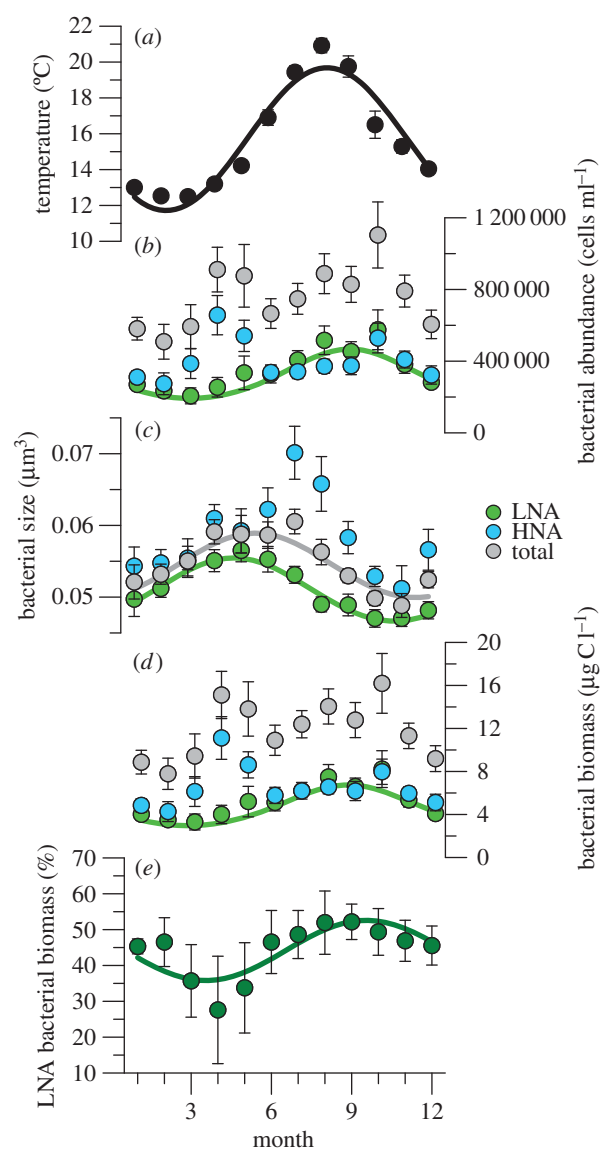 22
20
18
16
14
12
10
temperature (ºC)
(a)
(b)
1 200 000
800 000
400 000
0
bacterial abundance (cells ml–1)
(c)
0.07
0.06
0.05
bacterial size (µm3)
LNA
HNA
total
(d)
20
16
12
8
4
0
bacterial biomass (µg C l–1)
(e)
70
60
50
40
30
20
10
LNA bacterial biomass (%)
3 6 9 12
month